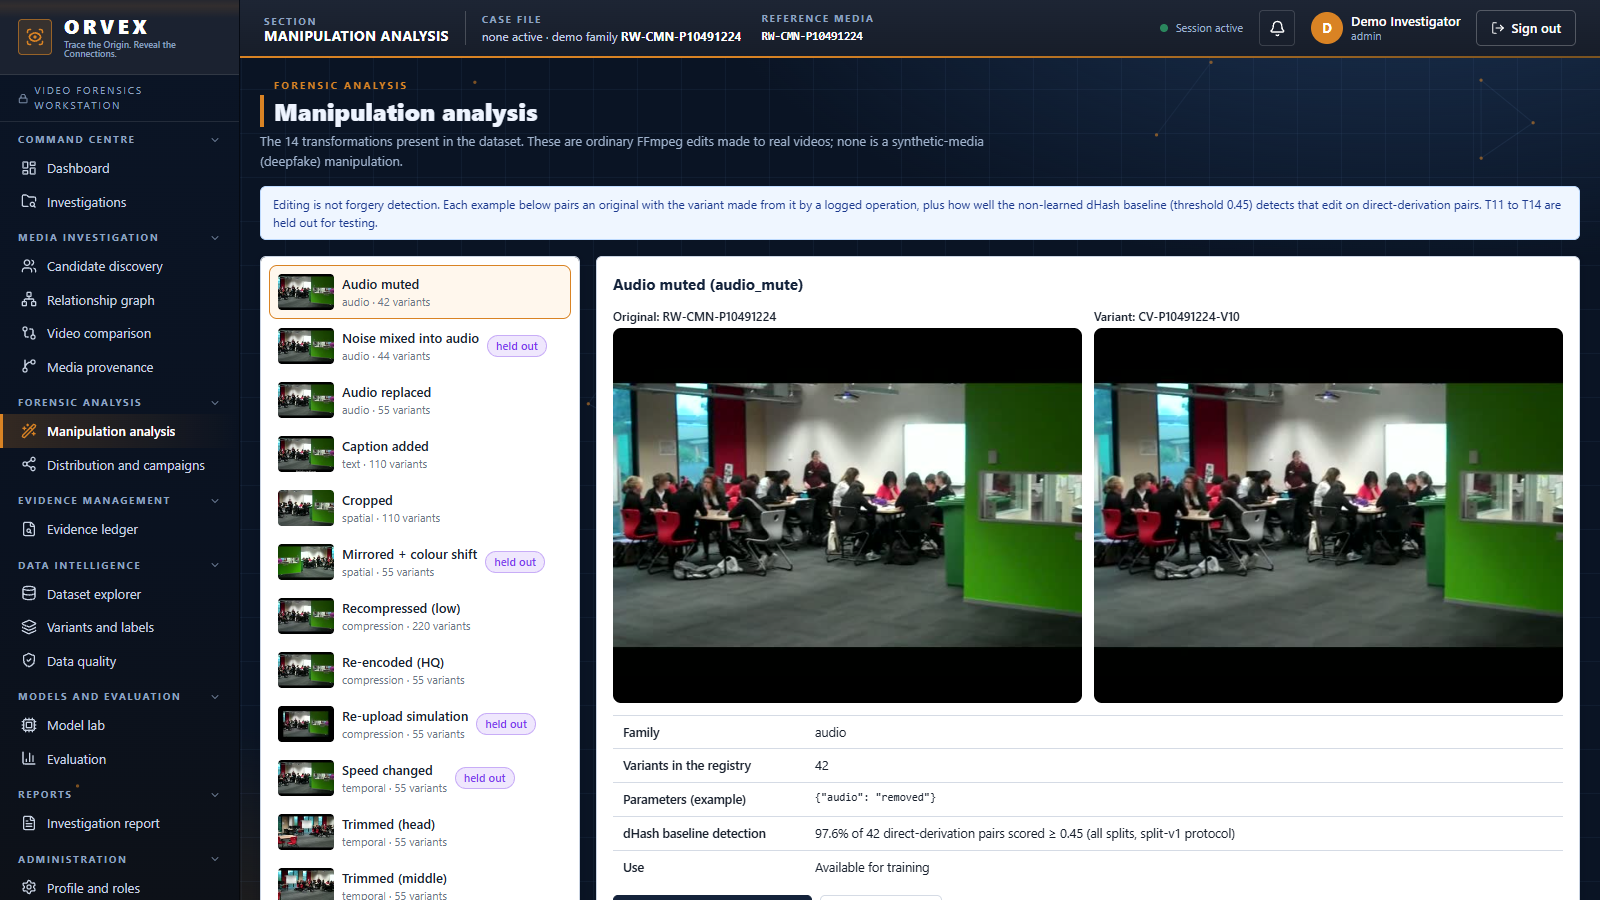 ORVEX
Trace the Origin. Reveal the
Connections.
VIDEO FORENSICS
WORKSTATION
COMMAND CENTRE
Dashboard
Investigations
MEDIA INVESTIGATION
Candidate discovery
Relationship graph
Video comparison
Media provenance
FORENSIC ANALYSIS
Manipulation analysis
Distribution and campaigns
EVIDENCE MANAGEMENT
Evidence ledger
DATA INTELLIGENCE
Dataset explorer
Variants and labels
Data quality
MODELS AND EVALUATION
Model lab
Evaluation
REPORTS
Investigation report
ADMINISTRATION
Profile and roles
SECTION
MANIPULATION ANALYSIS
CASE FILE
none active · demo family RW-CMN-P10491224
REFERENCE MEDIA
RW-CMN-P10491224
Session active
D
Demo Investigator
admin
Sign out
FORENSIC ANALYSIS
Manipulation analysis
The 14 transformations present in the dataset. These are ordinary FFmpeg edits made to real videos; none is a synthetic-media
(deepfake) manipulation.
Editing is not forgery detection. Each example below pairs an original with the variant made from it by a logged operation, plus how well the non-learned dHash baseline (threshold 0.45) detects that edit on direct-derivation pairs. T11 to T14 are
held out for testing.
Audio muted
audio · 42 variants
Noise mixed into audio
held out
audio · 44 variants
Audio replaced
audio · 55 variants
Caption added
text · 110 variants
Cropped
spatial · 110 variants
Mirrored + colour shift
held out
spatial · 55 variants
Recompressed (low)
compression · 220 variants
Re-encoded (HQ)
compression · 55 variants
Re-upload simulation
held out
compression · 55 variants
Speed changed
held out
temporal · 55 variants
Trimmed (head)
temporal · 55 variants
Trimmed (middle)
temporal · 55 variants
Audio muted (audio_mute)
Original: RW-CMN-P10491224
Variant: CV-P10491224-V10
Family audio
Variants in the registry 42
Parameters (example) {"audio": "removed"}
dHash baseline detection 97.6% of 42 direct-derivation pairs scored ≥ 0.45 (all splits, split-v1 protocol)
Use Available for training